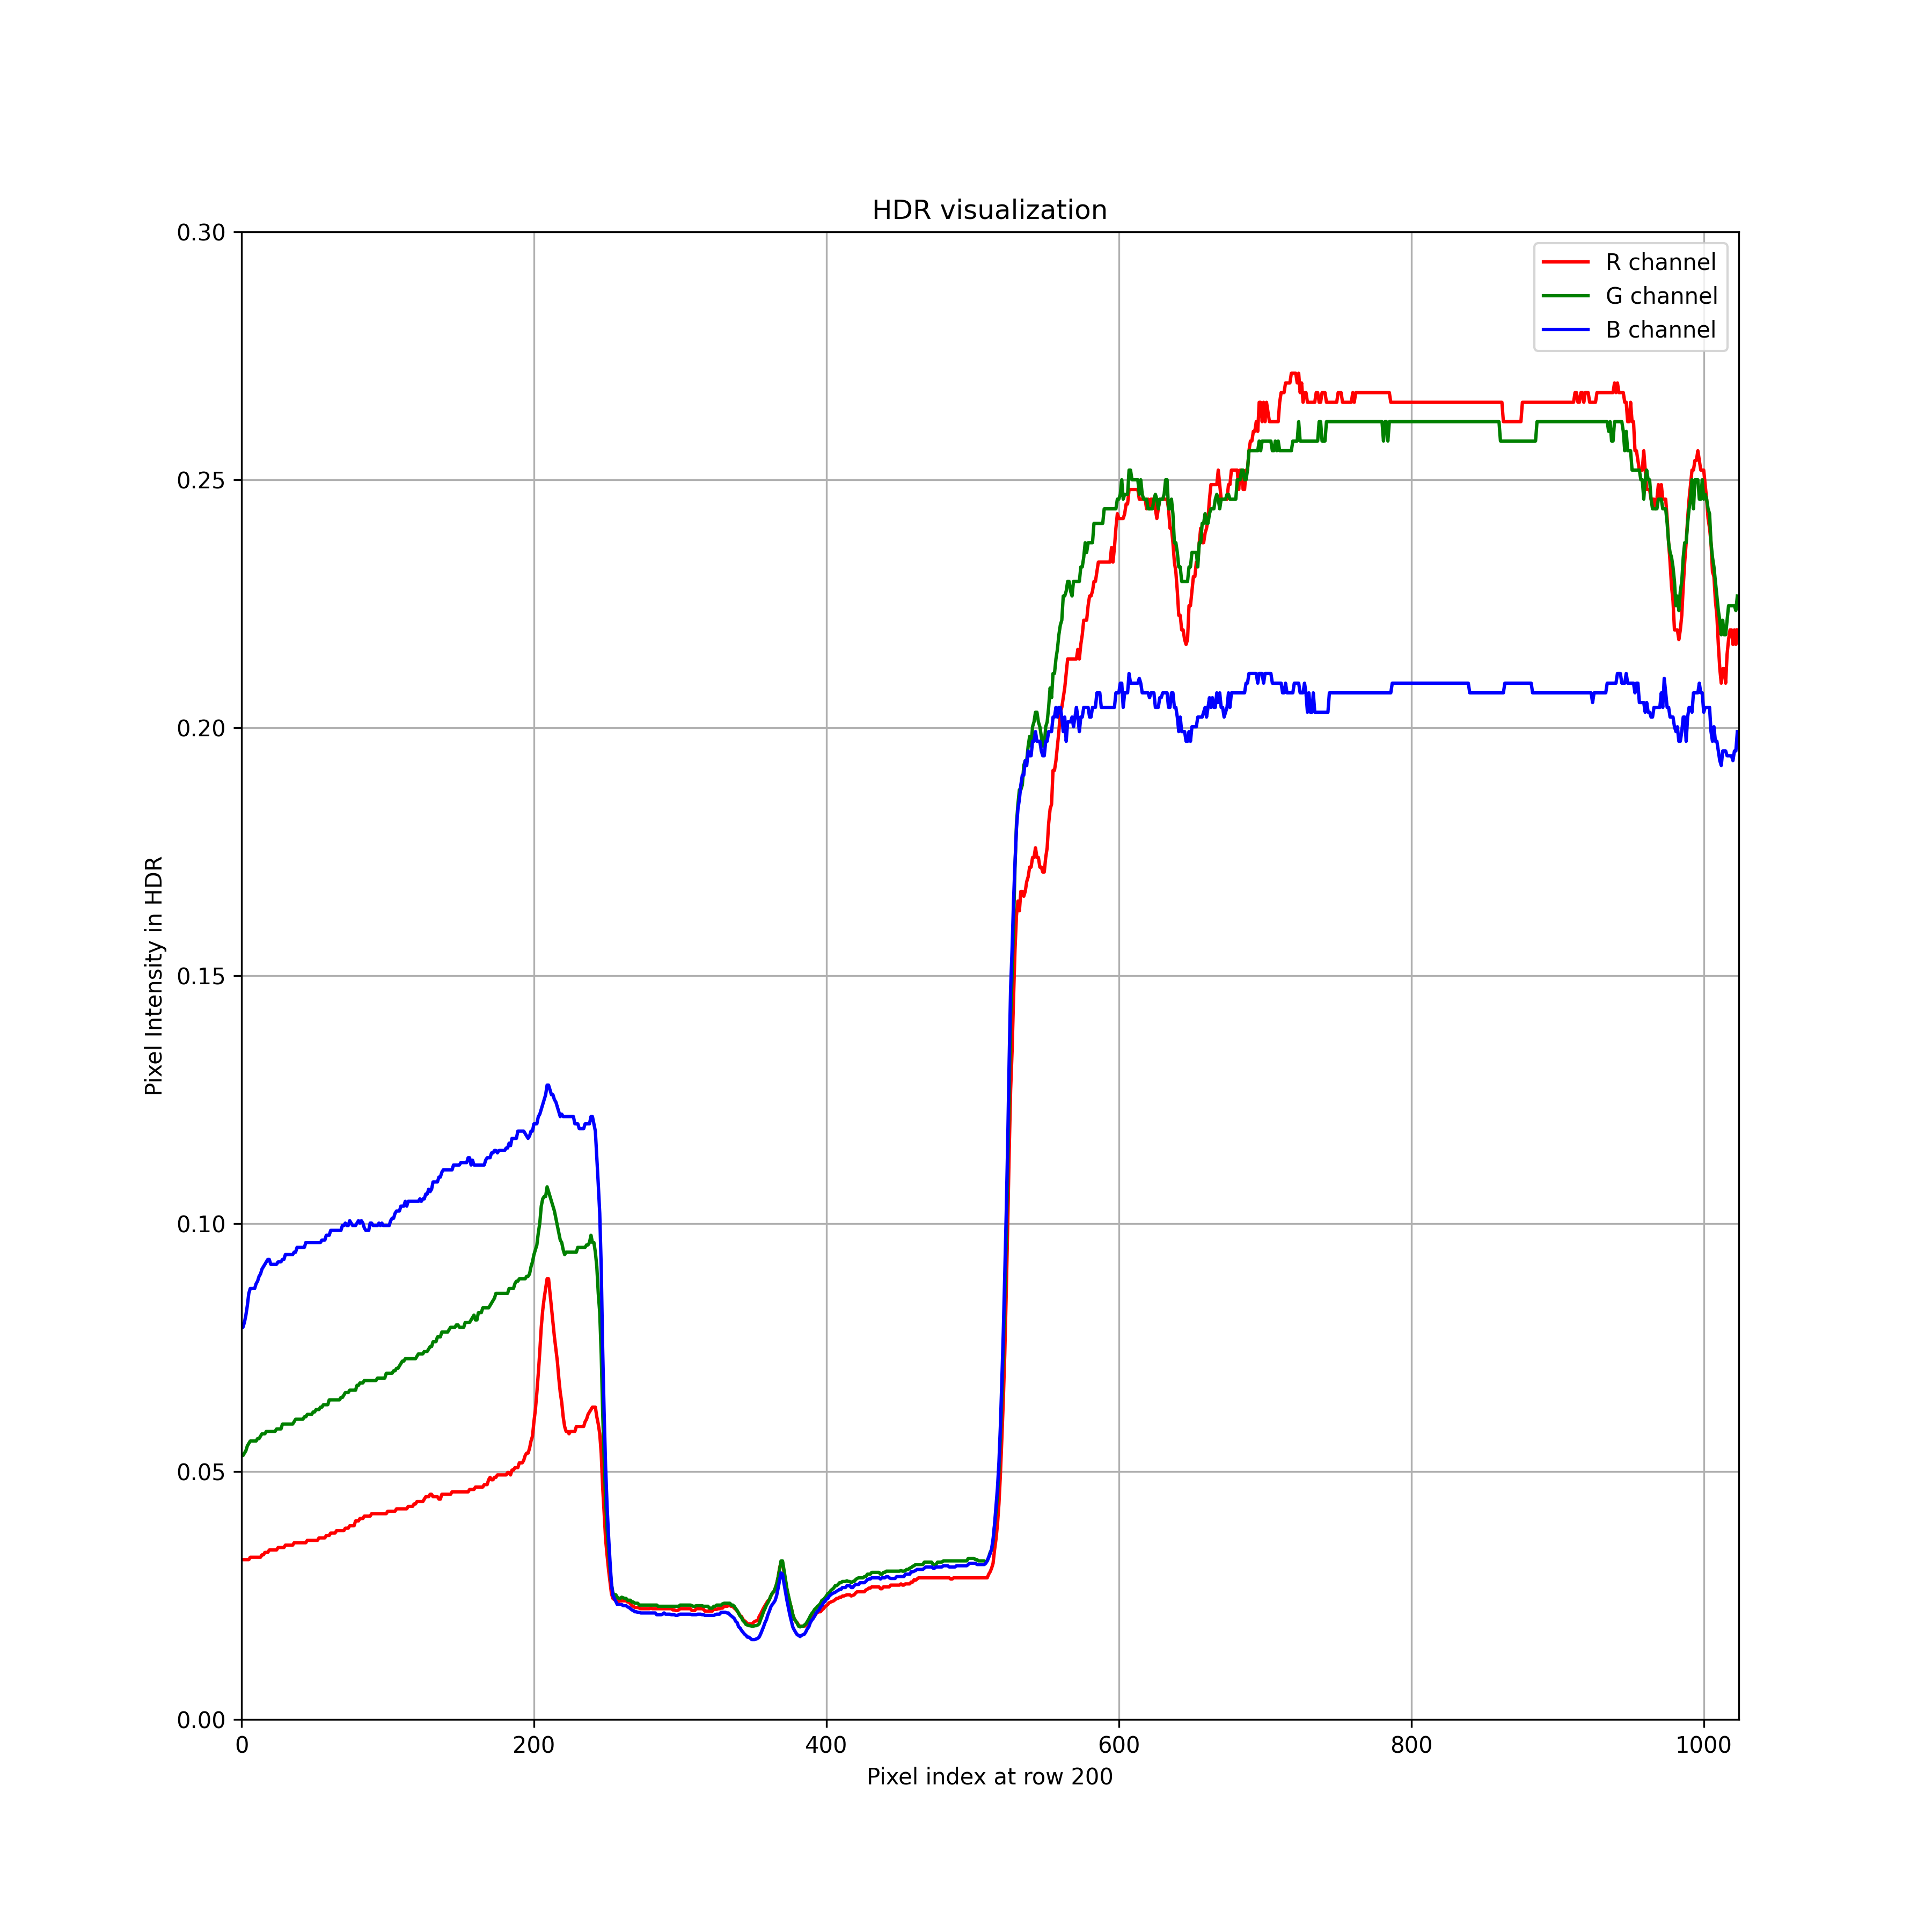 HDR visualization
0.30
0.25
0.20
0.15
0.10
0.05
0.00
Pixel Intensity in HDR
R channel
G channel
B channel
0 200 400 600 800 1000
Pixel index at row 200